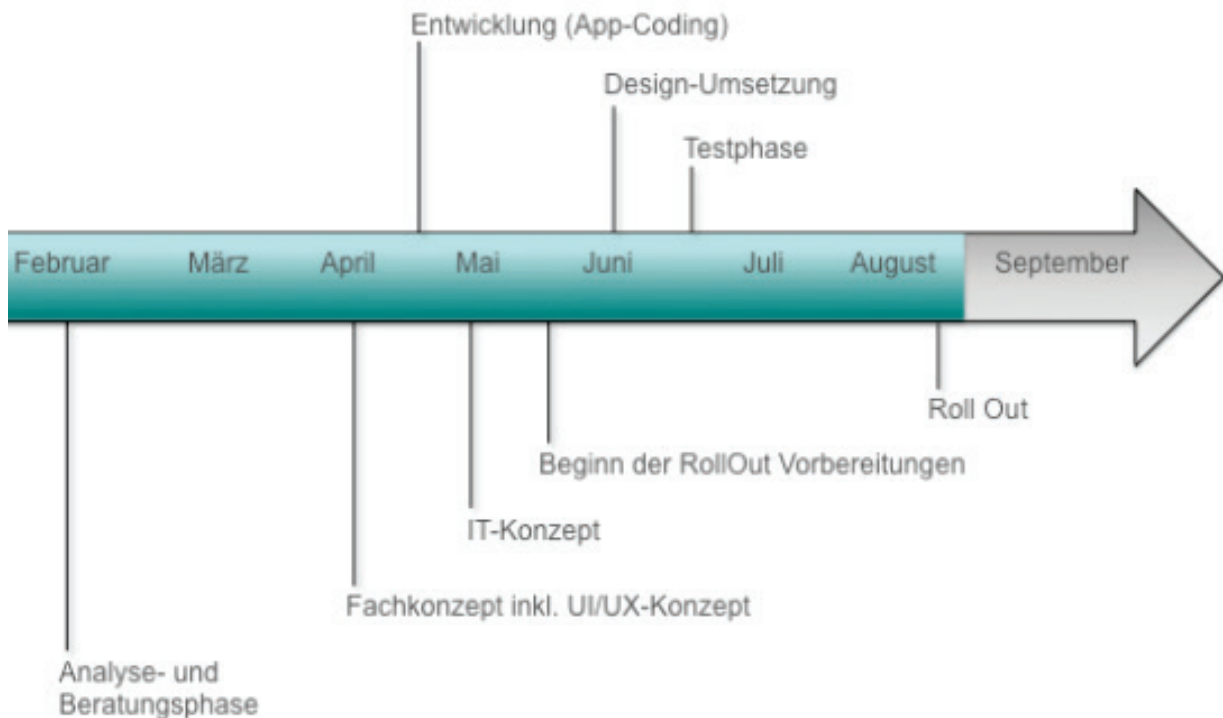 Entwicklung (App-Coding)
Design-Umsetzung
Testphase
Februar März April Mai Juni Juli August September
Roll Out
Beginn der RollOut Vorbereitungen
IT-Konzept
Fachkonzept inkl. UI/UX-Konzept
Analyse- und
Beratungsphase